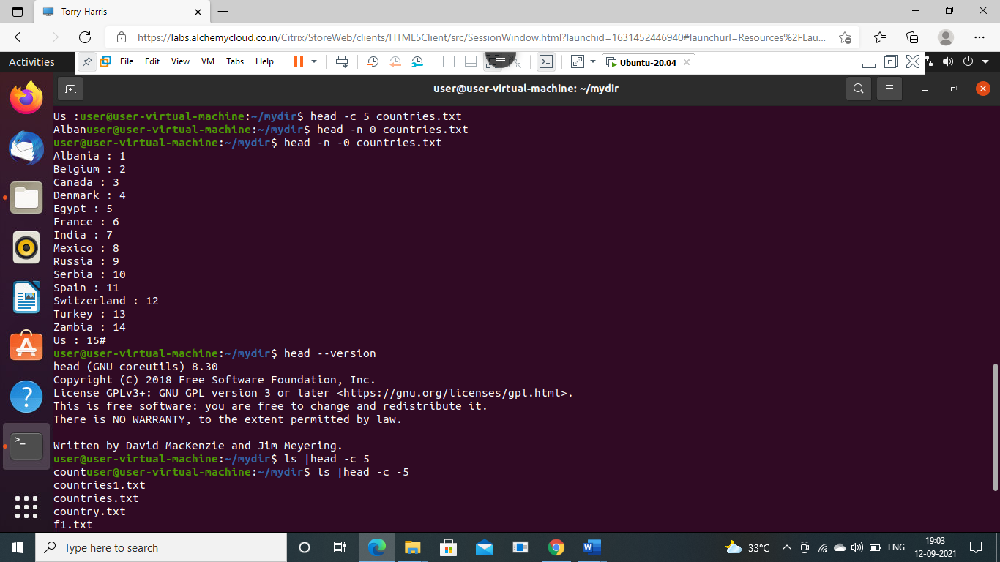 Torry-Harris
https://labs.alchemycloud.co.in/Citrix/StoreWeb/clients/HTML5Client/src/SessionWindow.html?launchid=1631452446940#launchurl=Resources%2FLau...
Activities
File Edit View VM Tabs Help
Ubuntu-20.04
user@user-virtual-machine: ~/mydir
Us :user@user-virtual-machine:~/mydir$ head -c 5 countries.txt
Albanuser@user-virtual-machine:~/mydir$ head -n 0 countries.txt
user@user-virtual-machine:~/mydir$ head -n -0 countries.txt
Albania : 1
Belgium : 2
Canada : 3
Denmark : 4
Egypt : 5
France : 6
India : 7
Mexico : 8
Russia : 9
Serbia : 10
Spain : 11
Switzerland : 12
Turkey : 13
Zambia : 14
Us : 15#
user@user-virtual-machine:~/mydir$ head --version
head (GNU coreutils) 8.30
Copyright (C) 2018 Free Software Foundation, Inc.
License GPLv3+: GNU GPL version 3 or later <https://gnu.org/licenses/gpl.html>.
This is free software: you are free to change and redistribute it.
There is NO WARRANTY, to the extent permitted by law.
Written by David MacKenzie and Jim Meyering.
user@user-virtual-machine:~/mydir$ ls |head -c 5
countuser@user-virtual-machine:~/mydir$ ls |head -c -5
countries1.txt
countries.txt
country.txt
f1.txt
Type here to search
33°C
ENG
19:03
12-09-2021